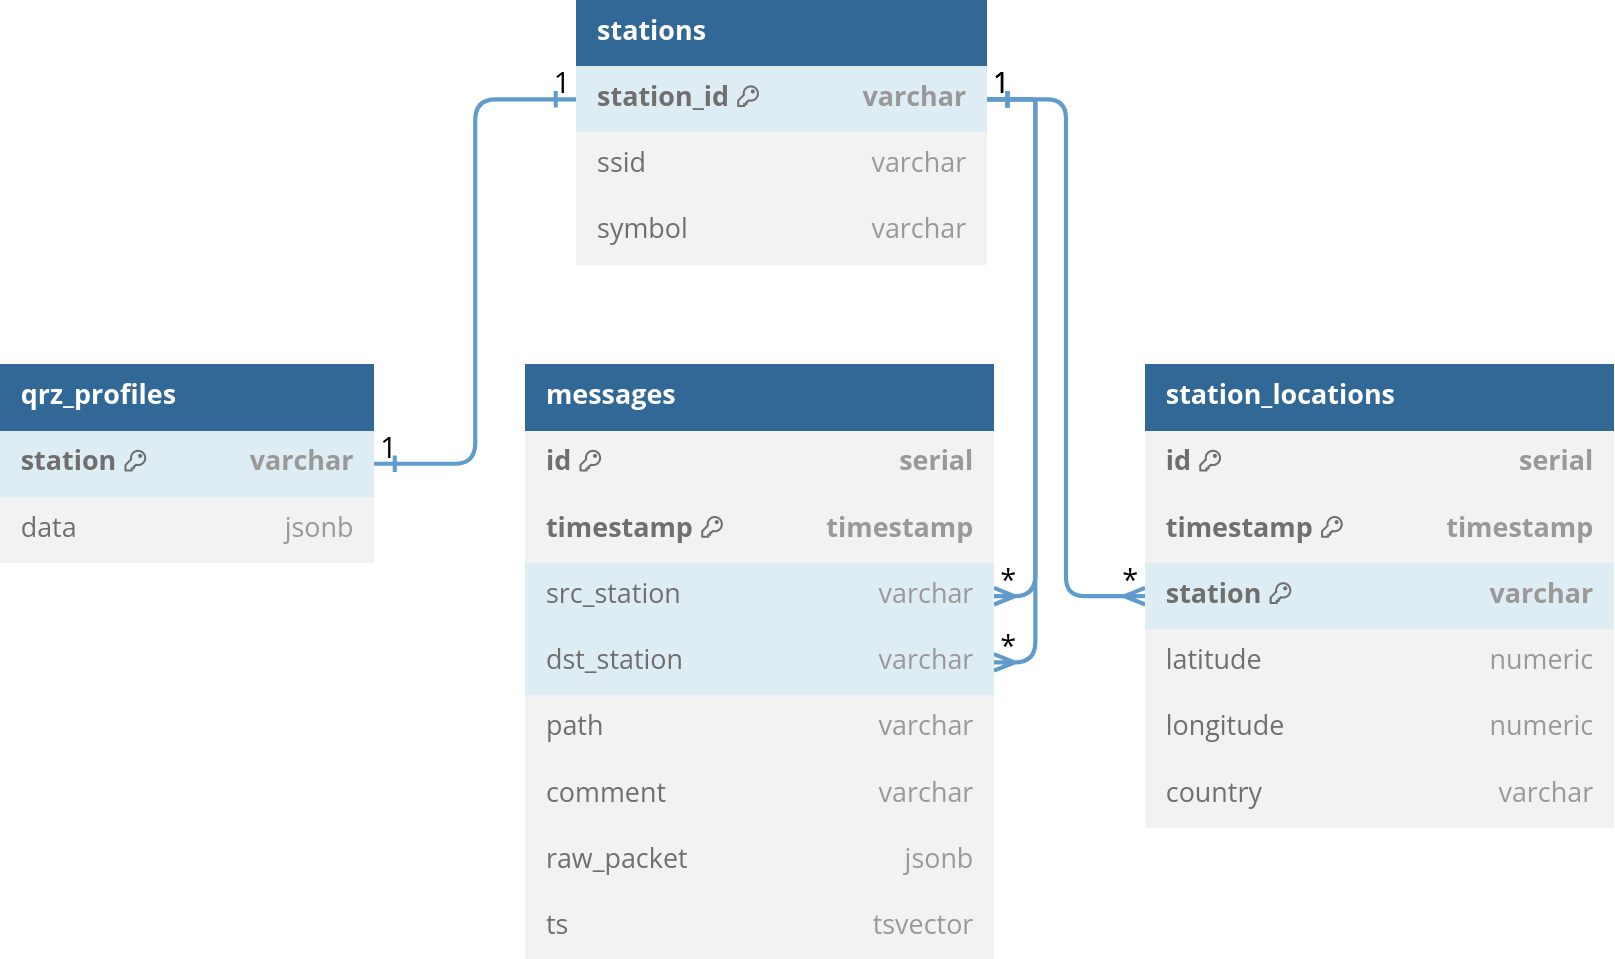 stations
1 station_id varchar 1
ssid varchar
symbol varchar
qrz_profiles
station varchar 1
data jsonb
messages
id serial
timestamp timestamp
src_station varchar *
dst_station varchar *
path varchar
comment varchar
raw_packet jsonb
ts tsvector
station_locations
id serial
timestamp timestamp
* station varchar
latitude numeric
longitude numeric
country varchar